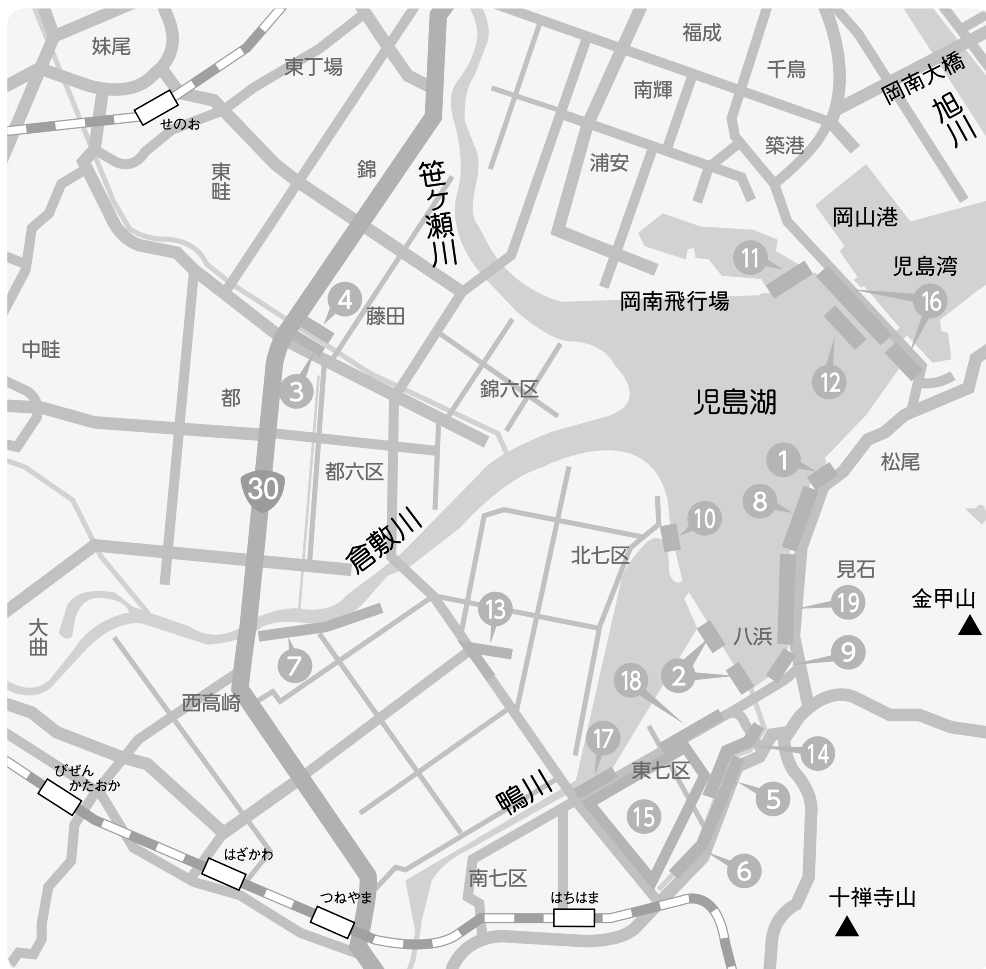 福成
妹尾
東丁場
千鳥
岡南大橋
南輝
旭川
せのお
築港
錦
浦安
東畦
笹ヶ瀬川
岡山港
11
児島湾
4
岡南飛行場
16
藤田
中畦
12
3
錦六区
都
児島湖
1
松尾
都六区
30
8
10
倉敷川
北七区
見石
19
金甲山
13
大曲
八浜
7
9
2
18
西高崎
14
17
びぜん
かたおか
東七区
5
鴨川
15
はざかわ
6
南七区
つねやま
はちはま
十禅寺山